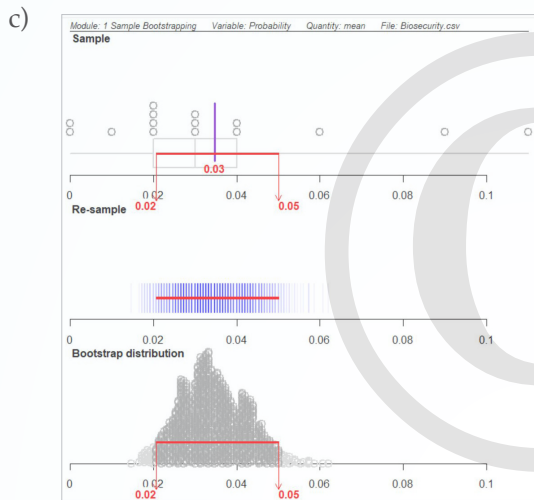 c)
Module: 1 Sample Bootstrapping Variable: Probability Quantity: mean File: Biosecurity.csv
Sample
0.03
0 0.02 0.04 0.06 0.08 0.1
0.02 0.05
Re-sample
0 0.02 0.04 0.06 0.08 0.1
Bootstrap distribution
0 0.02 0.04 0.06 0.08 0.1
0.02 0.05